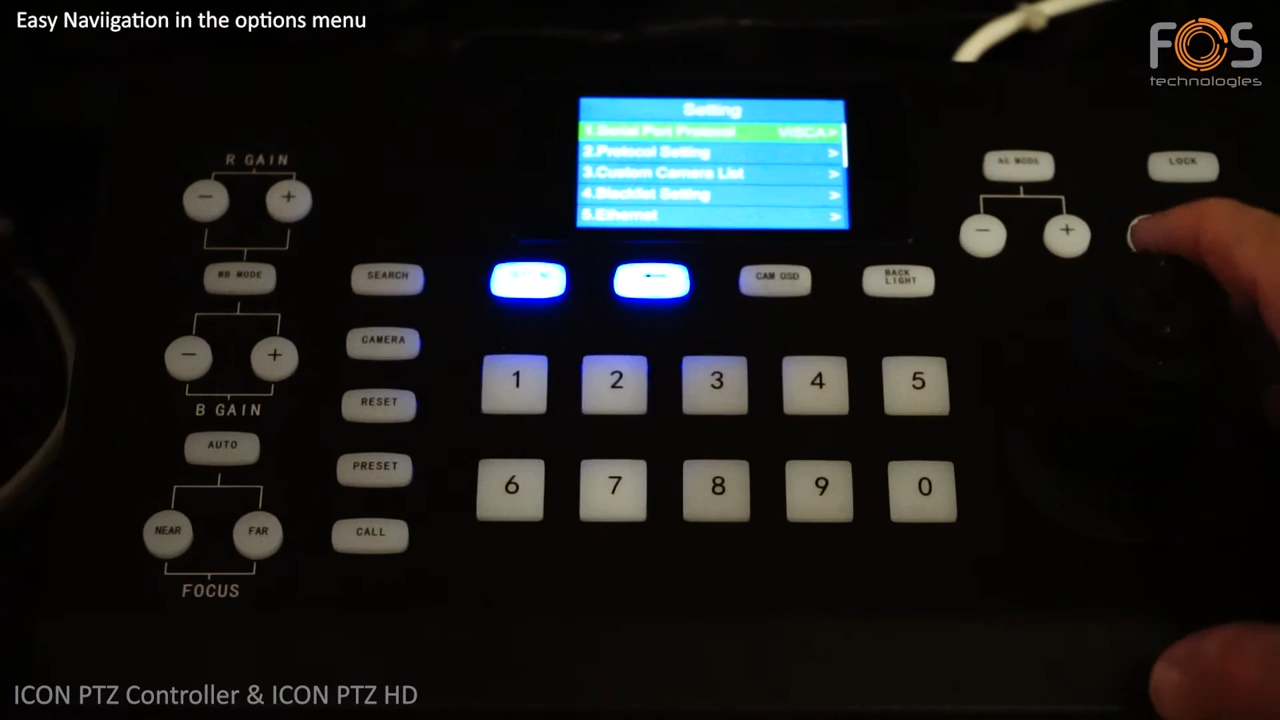 Easy Naviigation in the options menu
FOS
technologies
Setting
1.Serial Port Protocol VISCA>
2.Protocol Setting >
3.Custom Camera List >
4.Blacklist Setting >
5.Ethernet >
R GAIN
− +
WB MODE
− +
B GAIN
AUTO
NEAR FAR
FOCUS
SEARCH
CAMERA
RESET
PRESET
CALL
CAM OSD
BACK
LIGHT
1 2 3 4 5
6 7 8 9 0
AE MODE
− +
LOCK
ICON PTZ Controller & ICON PTZ HD